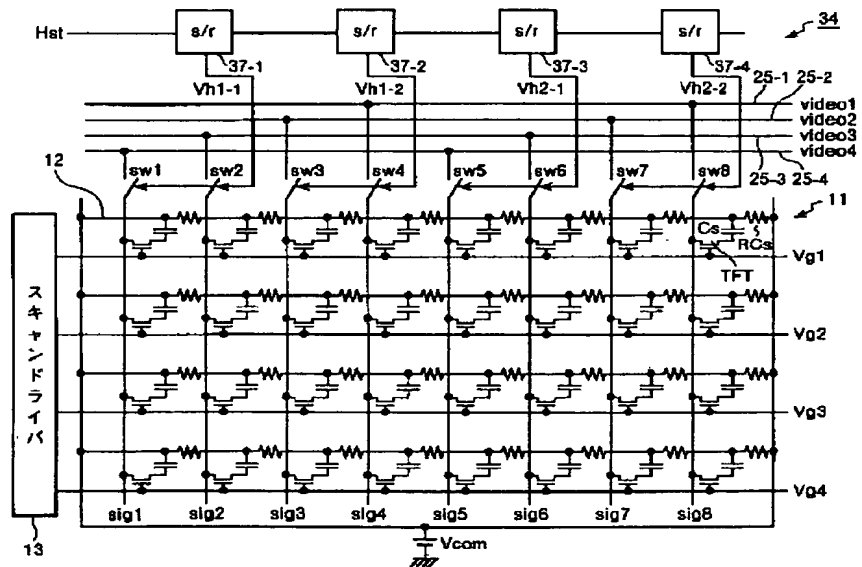 Hst s/r s/r s/r s/r 34
37-1 37-2 37-3 37-4 25-1 25-2
Vh1-1 Vh1-2 Vh2-1 Vh2-2
video1
video2
video3
video4
sw1 sw2 sw3 sw4 sw5 sw6 sw7 sw8 25-3 25-4
12 11
Cs RCs
Vg1
TFT
Vg2
スキャンドライバ
Vg3
Vg4
sig1 sig2 sig3 sig4 sig5 sig6 sig7 sig8
13
Vcom